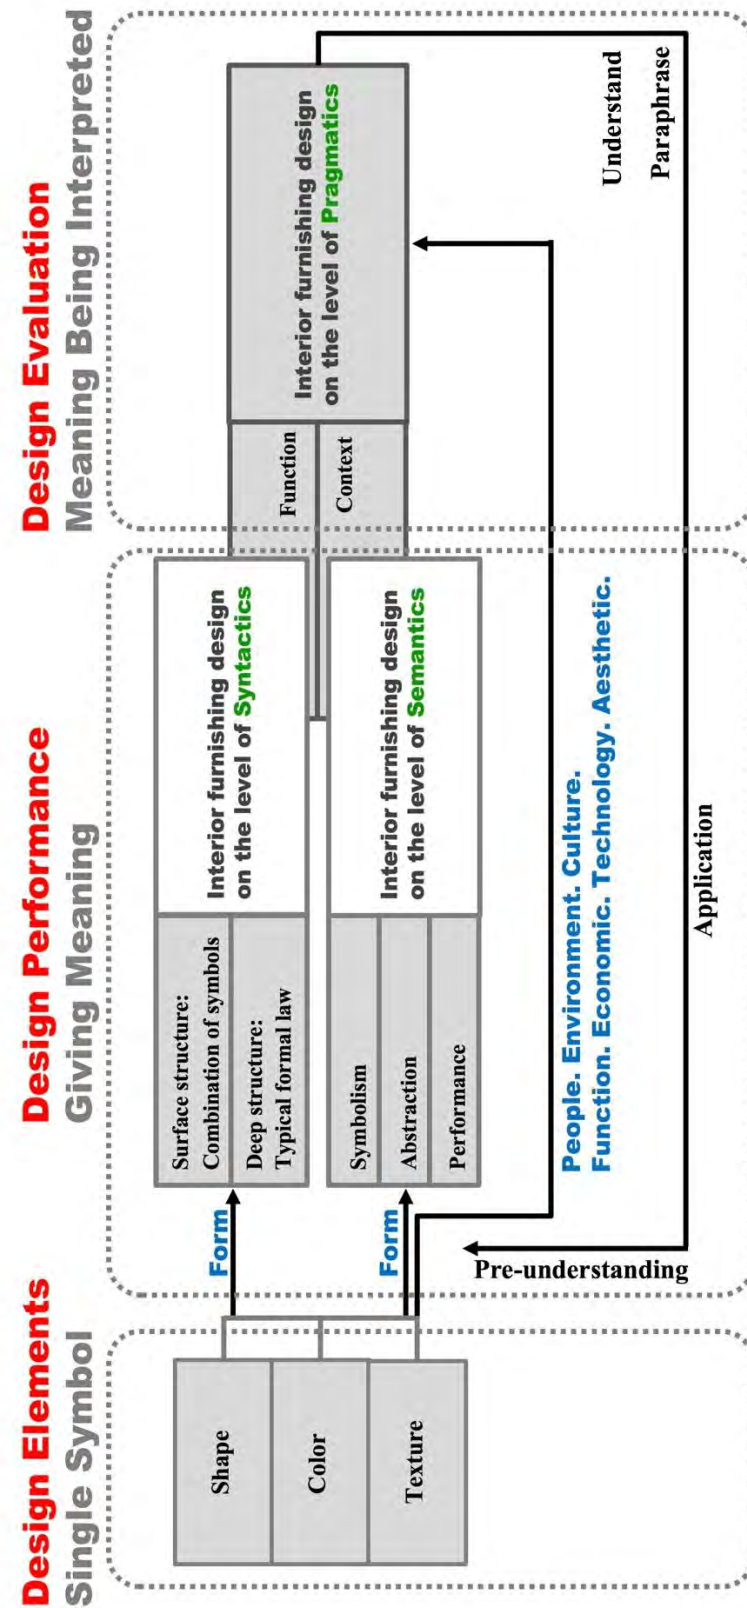 Design Elements
Single Symbol
Shape
Color
Texture
Design Performance
Giving Meaning
Form
Surface structure:
Combination of symbols
Deep structure:
Typical formal law
Interior furnishing design
on the level of Syntactics
Form
Symbolism
Abstraction
Performance
Interior furnishing design
on the level of Semantics
People. Environment. Culture.
Function. Economic. Technology. Aesthetic.
Pre-understanding
Application
Design Evaluation
Meaning Being Interpreted
Function
Context
Interior furnishing design
on the level of Pragmatics
Understand
Paraphrase